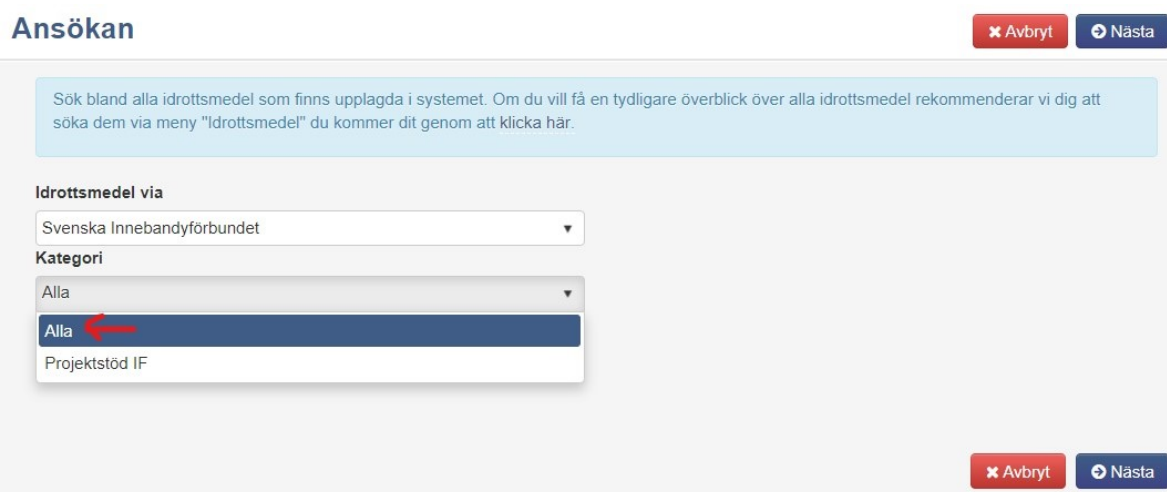 Ansökan
Avbryt
Nästa
Sök bland alla idrottsmedel som finns upplagda i systemet. Om du vill få en tydligare överblick över alla idrottsmedel rekommenderar vi dig att
söka dem via meny "Idrottsmedel" du kommer dit genom att klicka här.
Idrottsmedel via
Svenska Innebandyförbundet
Kategori
Alla
Alla
Projektstöd IF
Avbryt
Nästa